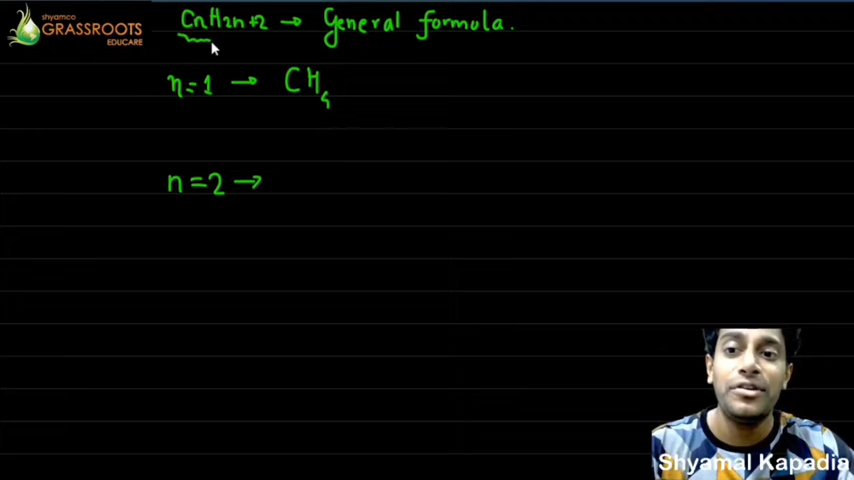 shyamco
GRASSROOTS
EDUCARE
CnH2n+2 → General formula.
n=1 → CH4
n=2 →
Shyamal Kapadia